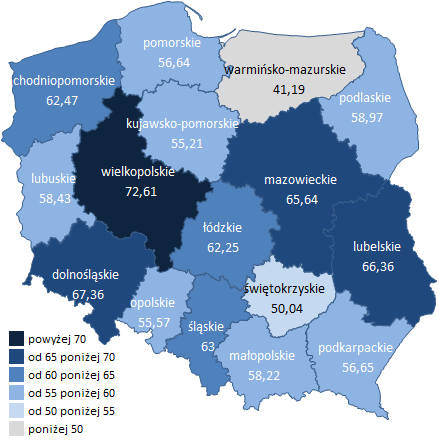 pomorskie
56,64
warmińsko-mazurskie
41,19
chodniopomorskie
62,47
podlaskie
58,97
kujawsko-pomorskie
55,21
wielkopolskie
72,61
lubuskie
58,43
mazowieckie
65,64
łódzkie
62,25
lubelskie
66,36
dolnośląskie
67,36
świętokrzyskie
50,04
opolskie
55,57
śląskie
63
małopolskie
58,22
podkarpackie
56,65
powyżej 70
od 65 poniżej 70
od 60 poniżej 65
od 55 poniżej 60
od 50 poniżej 55
poniżej 50